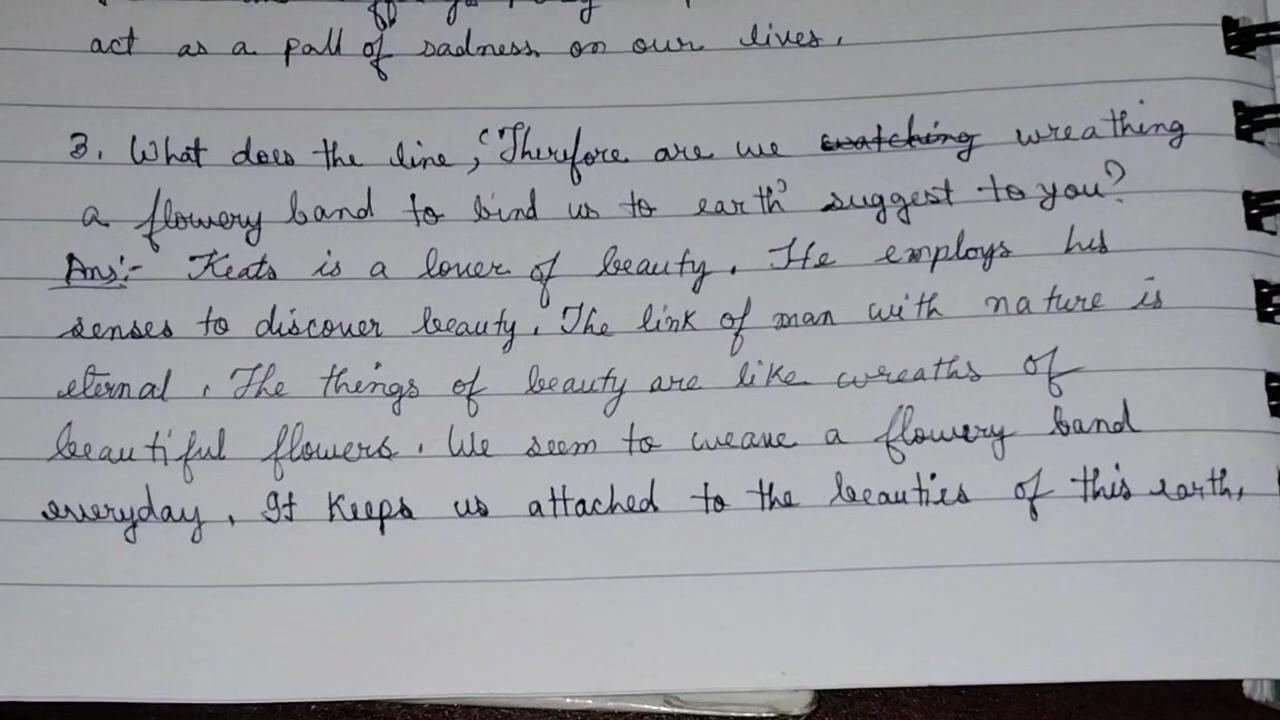 act as a pall of sadness on our lives.
3. What does the line, 'Therefore are we watching wreathing
a flowery band to bind us to earth' suggest to you?
Ans:- Keats is a lover of beauty. He employs his
senses to discover beauty. The link of man with nature is
eternal. The things of beauty are like wreaths of
beautiful flowers. We seem to weave a flowery band
everyday. It keeps us attached to the beauties of this earth.